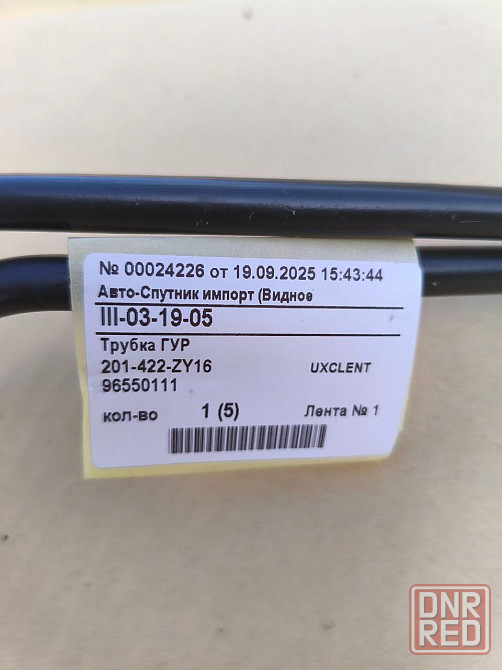 № 00024226 от 19.09.2025 15:43:44
Авто-Спутник импорт (Видное
III-03-19-05
Трубка ГУР
201-422-ZY16 UXCLENT
96550111
кол-во 1 (5) Лента № 1
DNR
RED